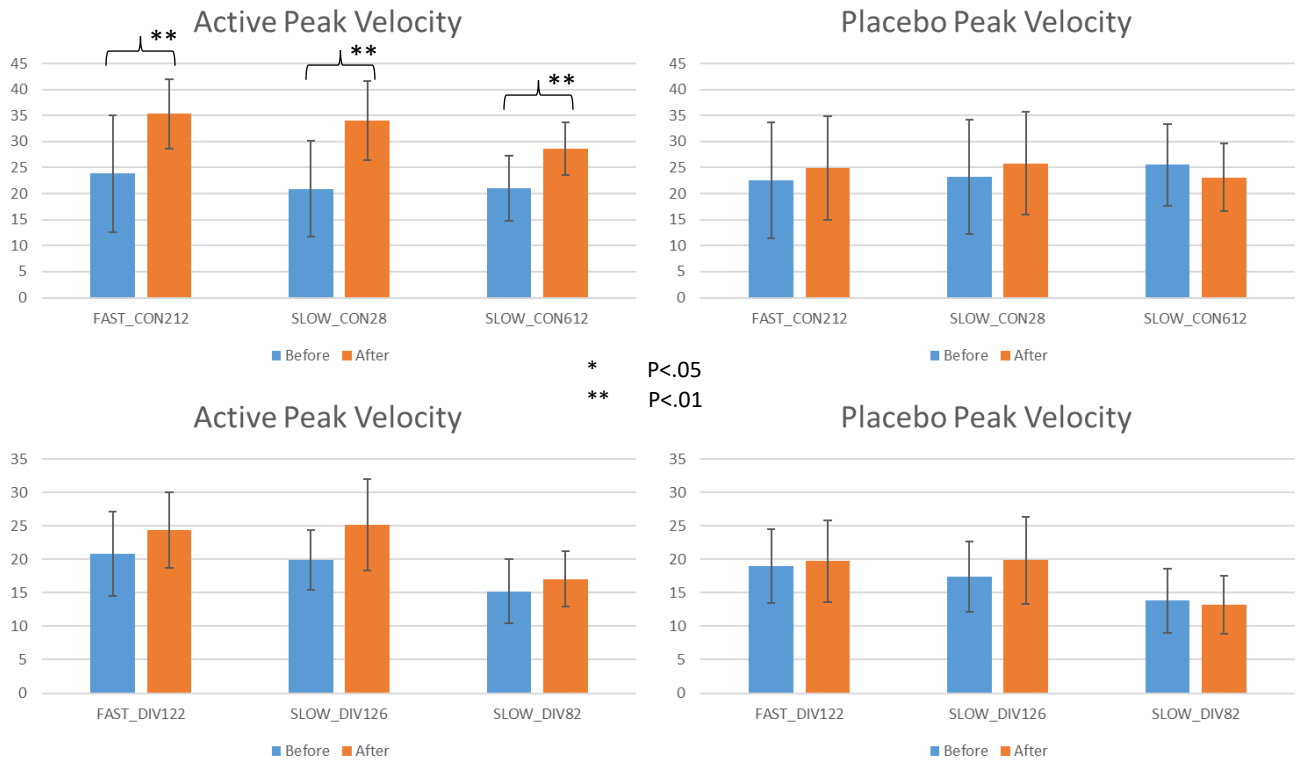 Active Peak Velocity
**
**
**
45
40
35
30
25
20
15
10
5
0
FAST_CON212 SLOW_CON28 SLOW_CON612
Before After
Placebo Peak Velocity
45
40
35
30
25
20
15
10
5
0
FAST_CON212 SLOW_CON28 SLOW_CON612
Before After
* P<.05
** P<.01
Active Peak Velocity
35
30
25
20
15
10
5
0
FAST_DIV122 SLOW_DIV126 SLOW_DIV82
Before After
Placebo Peak Velocity
35
30
25
20
15
10
5
0
FAST_DIV122 SLOW_DIV126 SLOW_DIV82
Before After